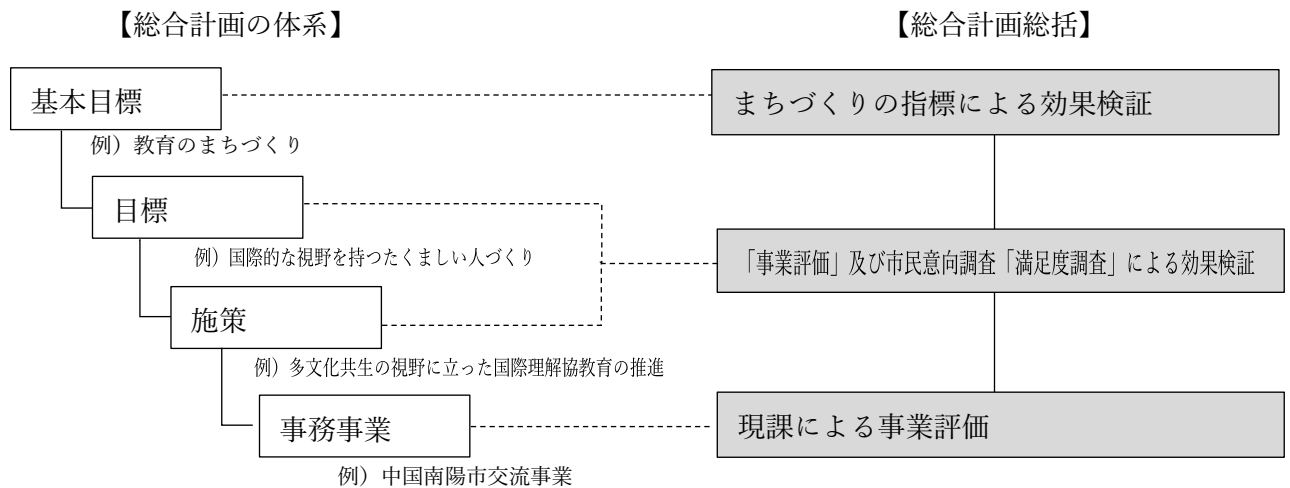 【総合計画の体系】
【総合計画総括】
基本目標
まちづくりの指標による効果検証
例）教育のまちづくり
目標
例）国際的な視野を持つたくましい人づくり
「事業評価」及び市民意向調査「満足度調査」による効果検証
施策
例）多文化共生の視野に立った国際理解協教育の推進
事務事業
現課による事業評価
例）中国南陽市交流事業